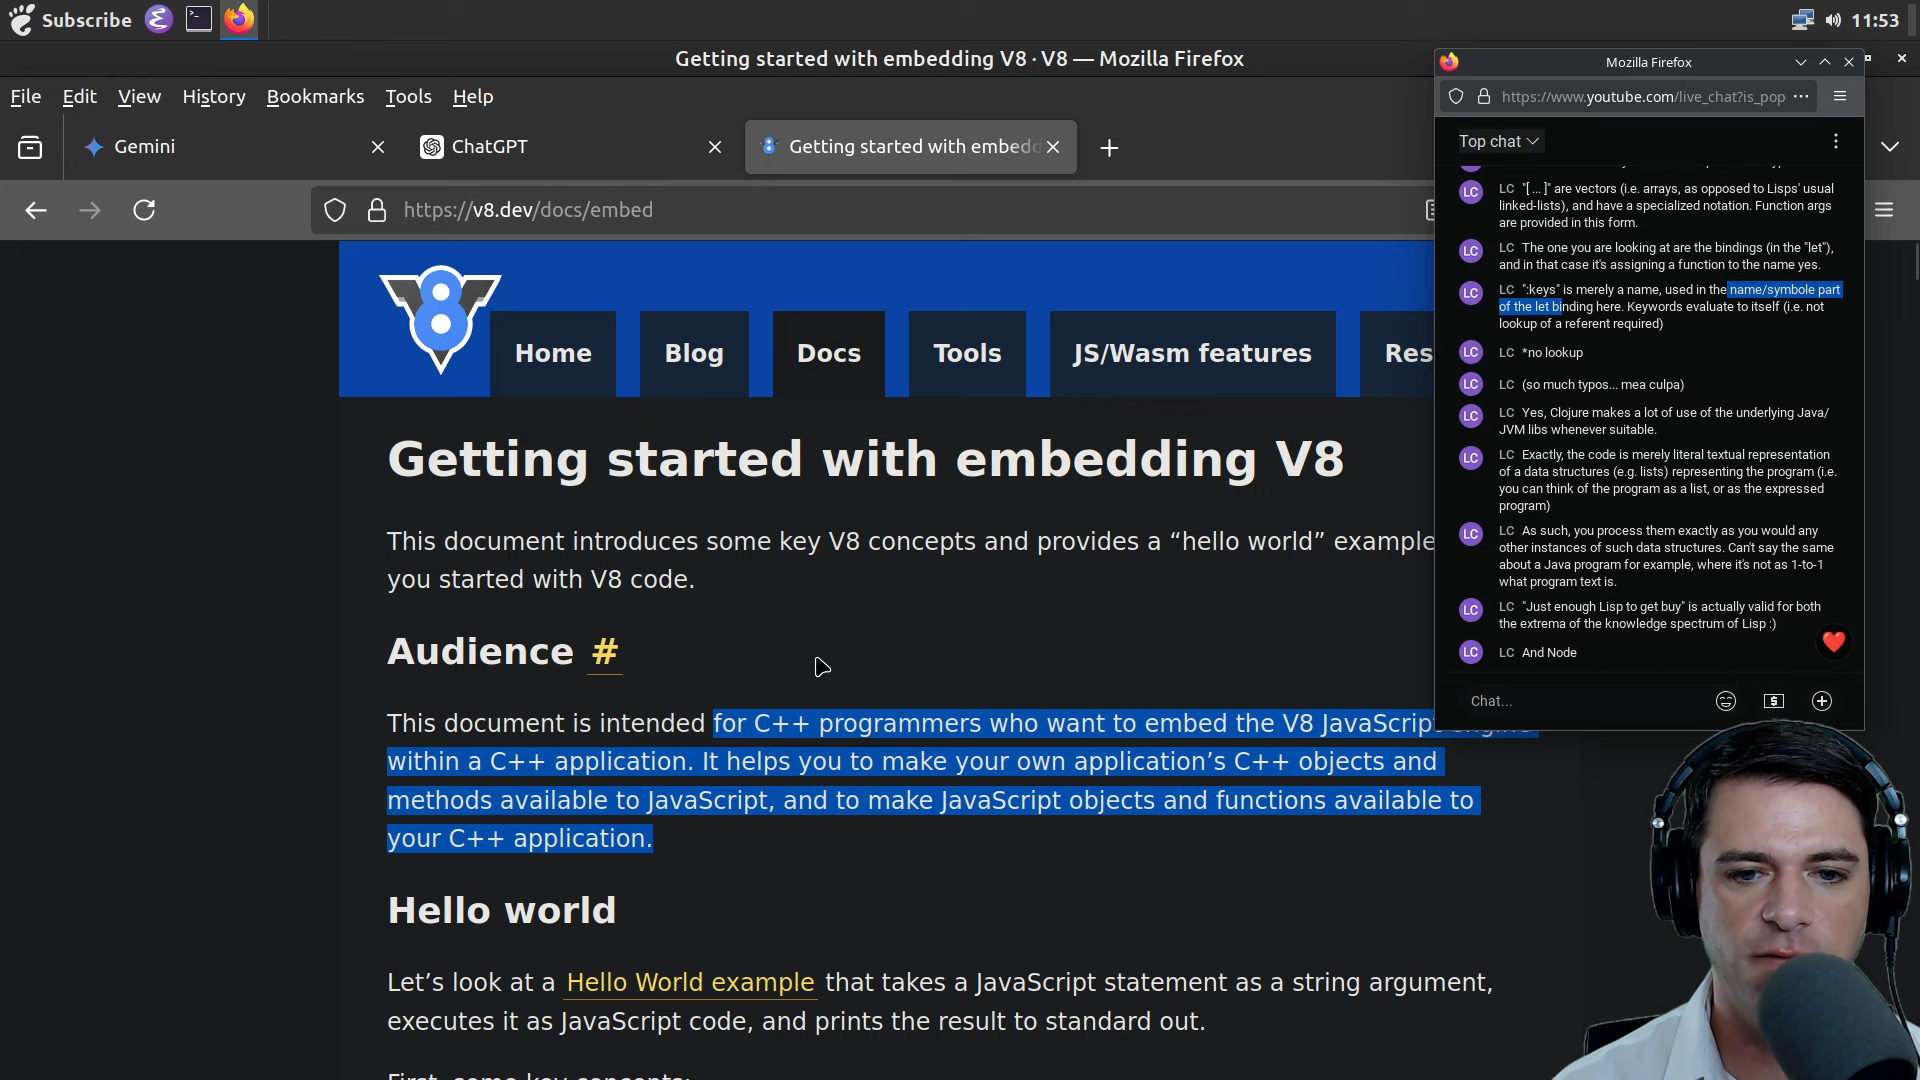 Subscribe
11:53
Getting started with embedding V8 · V8 — Mozilla Firefox
File Edit View History Bookmarks Tools Help
Gemini
ChatGPT
Getting started with embedd
https://v8.dev/docs/embed
8
Home
Blog
Docs
Tools
JS/Wasm features
Res
Getting started with embedding V8
This document introduces some key V8 concepts and provides a “hello world” example
you started with V8 code.
Audience #
This document is intended for C++ programmers who want to embed the V8 JavaScript engine
within a C++ application. It helps you to make your own application’s C++ objects and
methods available to JavaScript, and to make JavaScript objects and functions available to
your C++ application.
Hello world
Let’s look at a Hello World example that takes a JavaScript statement as a string argument,
executes it as JavaScript code, and prints the result to standard out.
First, some key concepts:
Mozilla Firefox
https://www.youtube.com/live_chat?is_pop
Top chat
LC LC "[ ... ]" are vectors (i.e. arrays, as opposed to Lisps' usual
linked-lists), and have a specialized notation. Function args
are provided in this form.
LC LC The one you are looking at are the bindings (in the "let"),
and in that case it's assigning a function to the name yes.
LC LC ":keys" is merely a name, used in the name/symbole part
of the let binding here. Keywords evaluate to itself (i.e. not
lookup of a referent required)
LC LC *no lookup
LC LC (so much typos... mea culpa)
LC LC Yes, Clojure makes a lot of use of the underlying Java/
JVM libs whenever suitable.
LC LC Exactly, the code is merely literal textual representation
of a data structures (e.g. lists) representing the program (i.e.
you can think of the program as a list, or as the expressed
program)
LC LC As such, you process them exactly as you would any
other instances of such data structures. Can't say the same
about a Java program for example, where it's not as 1-to-1
what program text is.
LC LC "Just enough Lisp to get buy" is actually valid for both
the extrema of the knowledge spectrum of Lisp :)
LC LC And Node
Chat...